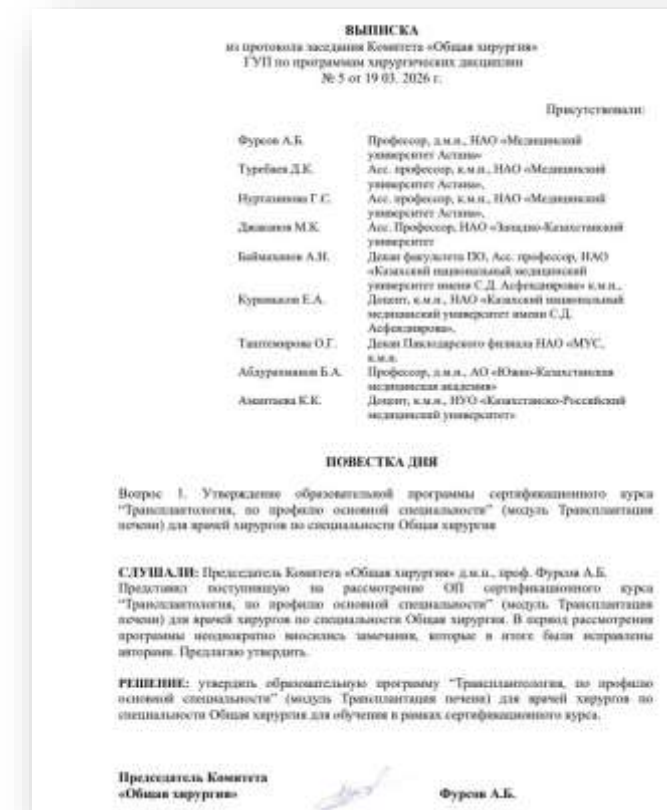 ВЫПИСКА
из протокола заседания Комитета «Общая хирургия»
ГУП по программам хирургических дисциплин
№ 5 от 19 03. 2026 г.
Присутствовали:
Фурсов А.Б. Профессор, д.м.н., НАО «Медицинский
университет Астана»
Туребаев Д.К. Асс. профессор, к.м.н., НАО «Медицинский
университет Астана»,
Нурташинова Г.С. Асс. профессор, к.м.н., НАО «Медицинский
университет Астана»,
Джаканов М.К. Асс. Профессор, НАО «Западно-Казахстанский
университет
Баймаханов А.Н. Декан факультета ПО, Асс. профессор, НАО
«Казахский национальный медицинский
университет имени С.Д. Асфендиярова» к.м.н.,
Курманказы Е.А. Доцент, к.м.н., НАО «Казахский национальный
медицинский университет имени С.Д.
Асфендиярова»,
Таштемирова О.Г. Декан Павлодарского филиала НАО «МУС,
к.м.н.
Абдурахманов Б.А. Профессор, д.м.н., АО «Южно-Казахстанская
медицинская академия»
Амантаева К.К. Доцент, к.м.н., НУО «Казахстанско-Российский
медицинский университет»
ПОВЕСТКА ДНЯ
Вопрос 1. Утверждение образовательной программы сертификационного курса
“Трансплантология, по профилю основной специальности” (модуль Трансплантация
печени) для врачей хирургов по специальности Общая хирургия
СЛУШАЛИ: Председатель Комитета «Общая хирургия» д.м.н., проф. Фурсов А.Б.
Представил поступившую на рассмотрение ОП сертификационного курса
“Трансплантология, по профилю основной специальности” (модуль Трансплантация
печени) для врачей хирургов по специальности Общая хирургия. В период рассмотрения
программы неоднократно вносились замечания, которые в итоге были исправлены
авторами. Предлагаю утвердить.
РЕШЕНИЕ: утвердить образовательную программу “Трансплантология, по профилю
основной специальности” (модуль Трансплантация печени) для врачей хирургов по
специальности Общая хирургия для обучения в рамках сертификационного курса.
Председатель Комитета
«Общая хирургия» Фурсов А.Б.